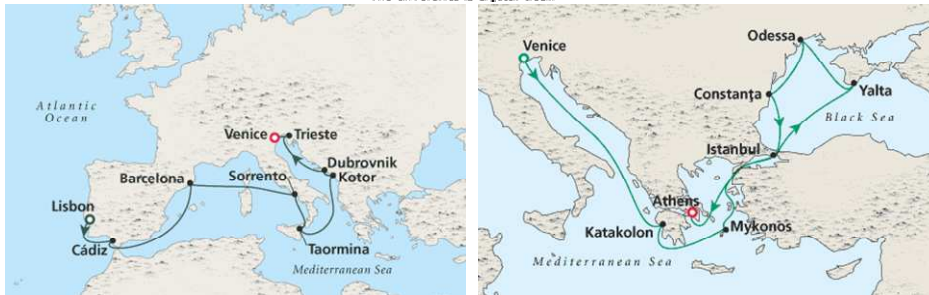 Atlantic
Ocean
Venice
Trieste
Dubrovnik
Kotor
Sorrento
Barcelona
Lisbon
Cádiz
Taormina
Mediterranean Sea
Venice
Odessa
Constanţa
Yalta
Black Sea
Istanbul
Athens
Katakolon
Mykonos
Mediterranean Sea